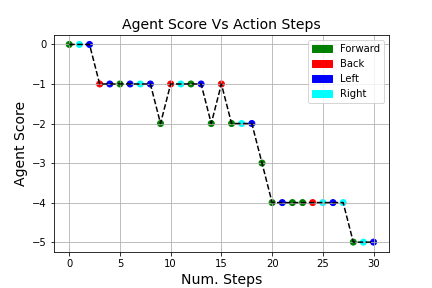 Agent Score Vs Action Steps
Forward
Back
Left
Right
Agent Score
0
−1
−2
−3
−4
−5
0 5 10 15 20 25 30
Num. Steps